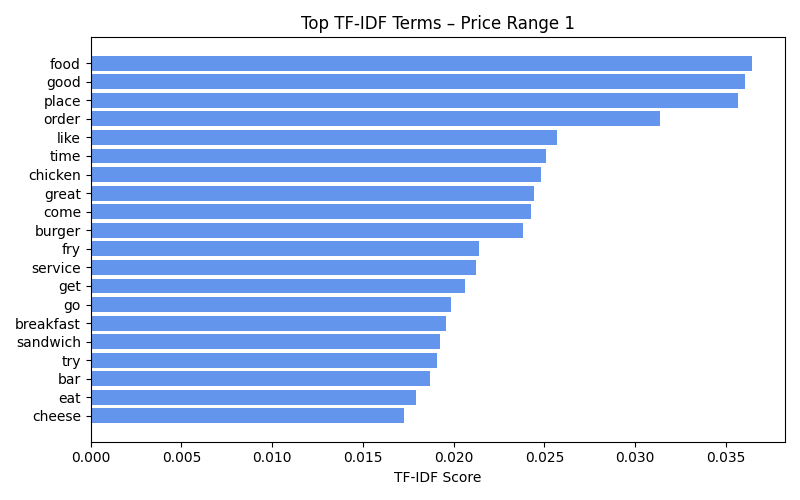 Top TF-IDF Terms – Price Range 1
food
good
place
order
like
time
chicken
great
come
burger
fry
service
get
go
breakfast
sandwich
try
bar
eat
cheese
0.000 0.005 0.010 0.015 0.020 0.025 0.030 0.035
TF-IDF Score